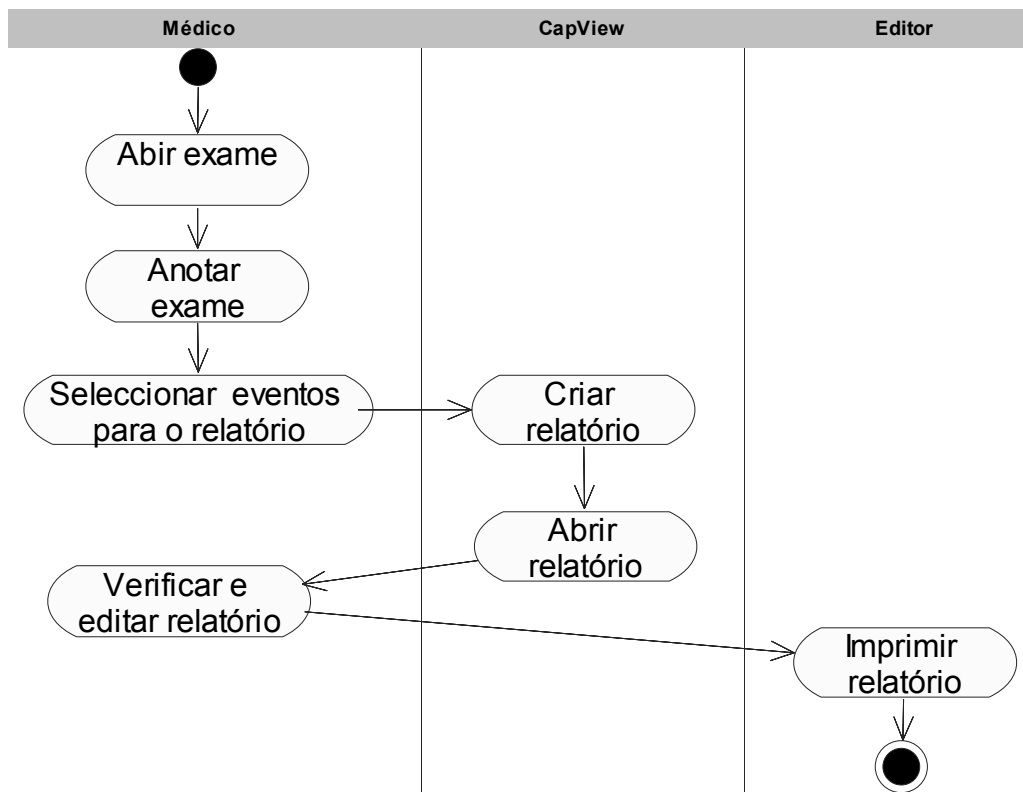 Médico
CapView
Editor
Abir exame
Anotar
exame
Seleccionar eventos
para o relatório
Criar
relatório
Abrir
relatório
Verificar e
editar relatório
Imprimir
relatório